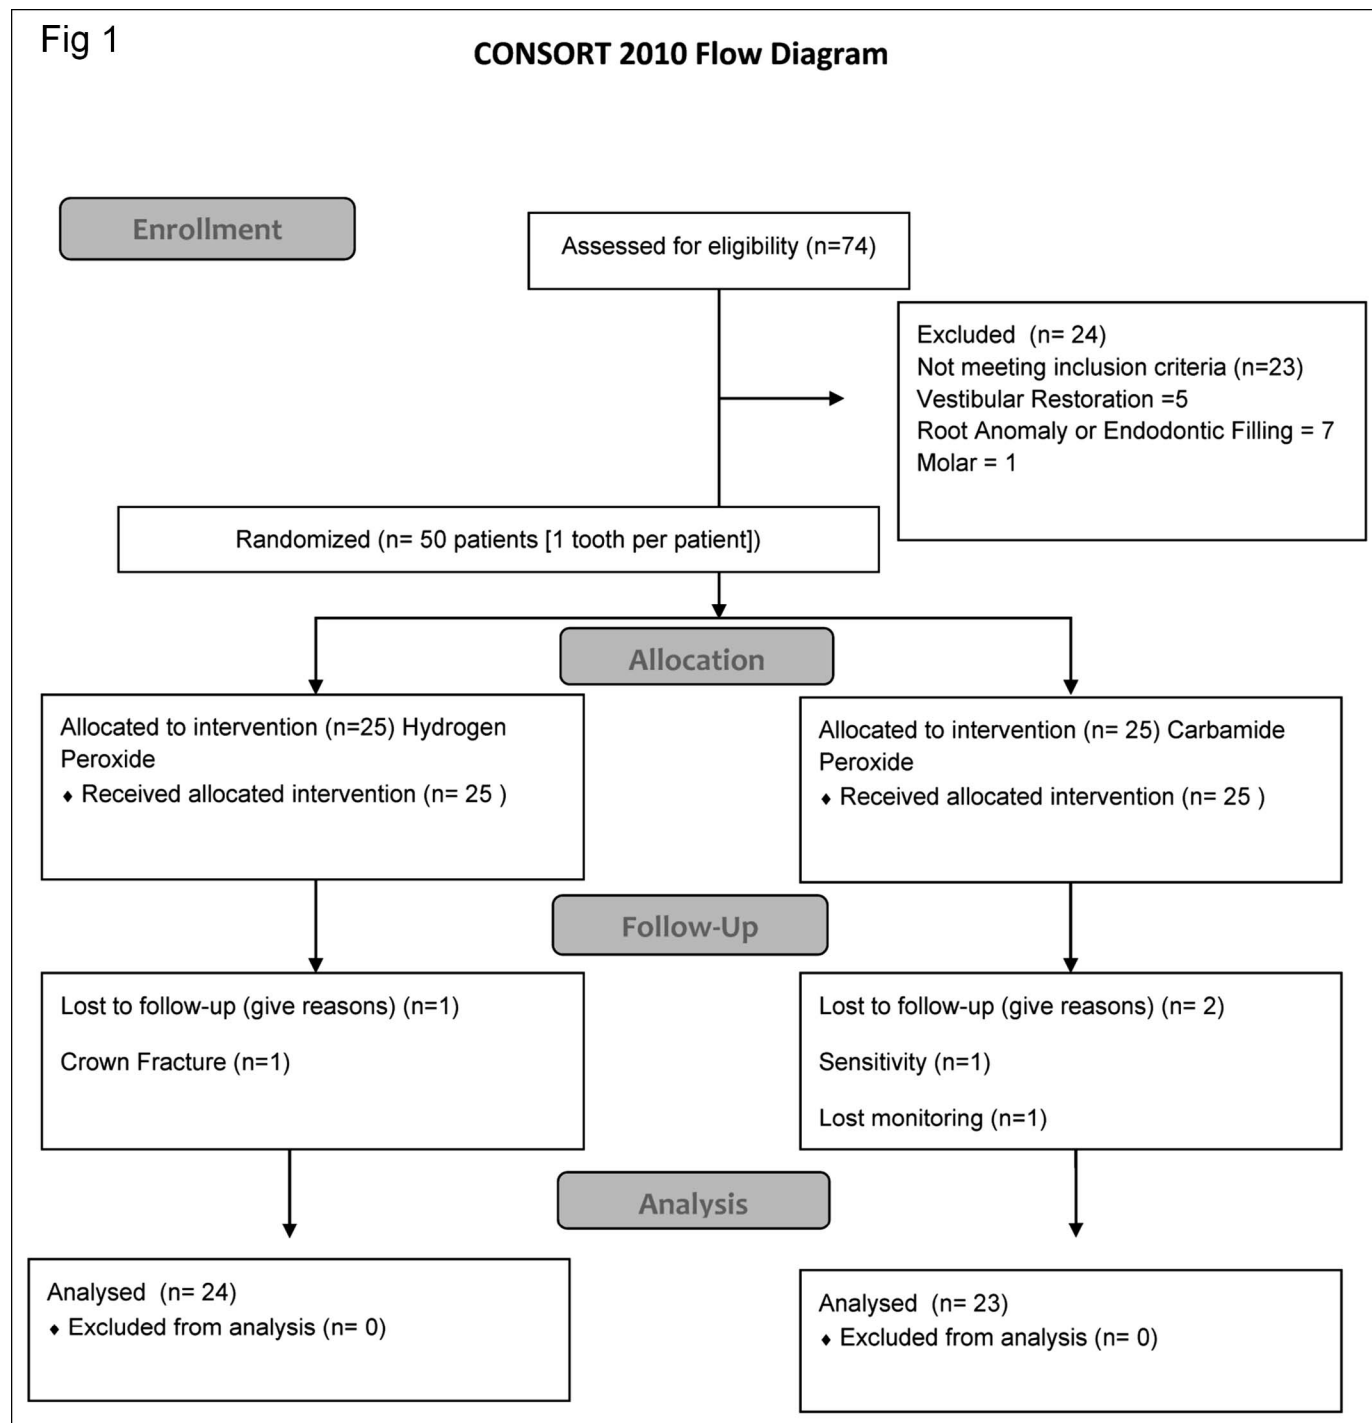 Fig 1
CONSORT 2010 Flow Diagram
Enrollment
Assessed for eligibility (n=74)
Excluded (n= 24)
Not meeting inclusion criteria (n=23)
Vestibular Restoration =5
Root Anomaly or Endodontic Filling = 7
Molar = 1
Randomized (n= 50 patients [1 tooth per patient])
Allocation
Allocated to intervention (n=25) Hydrogen
Peroxide
♦ Received allocated intervention (n= 25 )
Allocated to intervention (n= 25) Carbamide
Peroxide
♦ Received allocated intervention (n= 25 )
Follow-Up
Lost to follow-up (give reasons) (n=1)
Crown Fracture (n=1)
Lost to follow-up (give reasons) (n= 2)
Sensitivity (n=1)
Lost monitoring (n=1)
Analysis
Analysed (n= 24)
♦ Excluded from analysis (n= 0)
Analysed (n= 23)
♦ Excluded from analysis (n= 0)